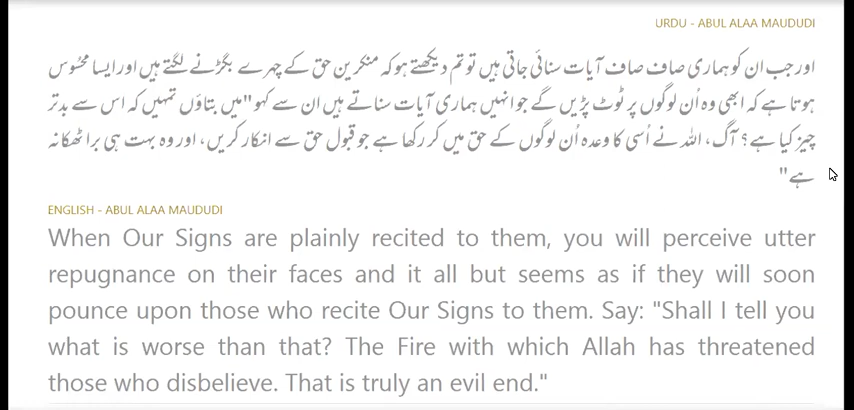 URDU - ABUL ALAA MAUDUDI
اور جب ان کو ہماری صاف صاف آیات سنائی جاتی ہیں تو تم دیکھتے ہو کہ منکرین حق کے چہرے بگڑنے لگتے ہیں اور ایسا محسُوس
ہوتا ہے کہ ابھی وہ اُن لوگوں پر ٹوٹ پڑیں گے جو انہیں ہماری آیات سناتے ہیں ان سے کہو "میں بتاؤں تمہیں کہ اس سے بدتر
چیز کیا ہے؟ آگ، اللہ نے اُسی کا وعدہ اُن لوگوں کے حق میں کر رکھا ہے جو قبول حق سے انکار کریں، اور وہ بہت ہی برا ٹھکانہ
ہے"
ENGLISH - ABUL ALAA MAUDUDI
When Our Signs are plainly recited to them, you will perceive utter
repugnance on their faces and it all but seems as if they will soon
pounce upon those who recite Our Signs to them. Say: "Shall I tell you
what is worse than that? The Fire with which Allah has threatened
those who disbelieve. That is truly an evil end."